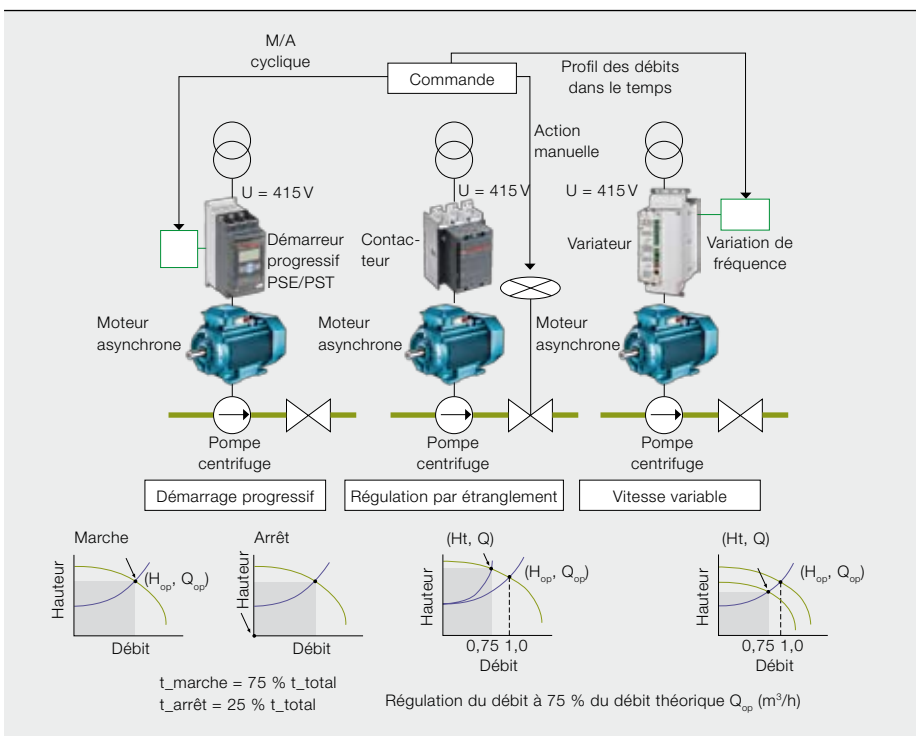 M/A
cyclique
Commande
Profil des débits
dans le temps
Action
manuelle
U = 415 V
U = 415 V
U = 415 V
Démarreur
progressif
PSE/PST
Contac-
teur
Variateur
Variation de
fréquence
Moteur
asynchrone
Moteur
asynchrone
Moteur
asynchrone
Pompe
centrifuge
Pompe
centrifuge
Pompe
centrifuge
Démarrage progressif
Régulation par étranglement
Vitesse variable
Marche
Hauteur
(Hop, Qop)
Débit
Arrêt
Hauteur
Débit
(Ht, Q)
Hauteur
(Hop, Qop)
0,75 1,0
Débit
(Ht, Q)
Hauteur
(Hop, Qop)
0,75 1,0
Débit
t_marche = 75 % t_total
t_arrêt = 25 % t_total
Régulation du débit à 75 % du débit théorique Qop (m³/h)